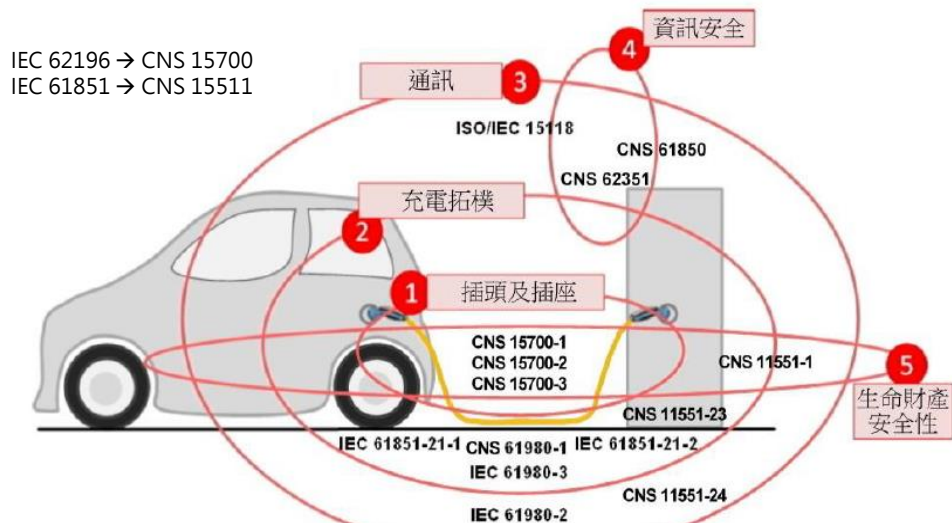 IEC 62196 → CNS 15700
IEC 61851 → CNS 15511
4
資訊安全
通訊
3
ISO/IEC 15118
CNS 61850
CNS 62351
充電拓樸
2
1
插頭及插座
CNS 15700-1
CNS 15700-2
CNS 15700-3
CNS 11551-1
5
生命財產
安全性
CNS 11551-23
IEC 61851-21-1
CNS 61980-1
IEC 61851-21-2
IEC 61980-3
CNS 11551-24
IEC 61980-2